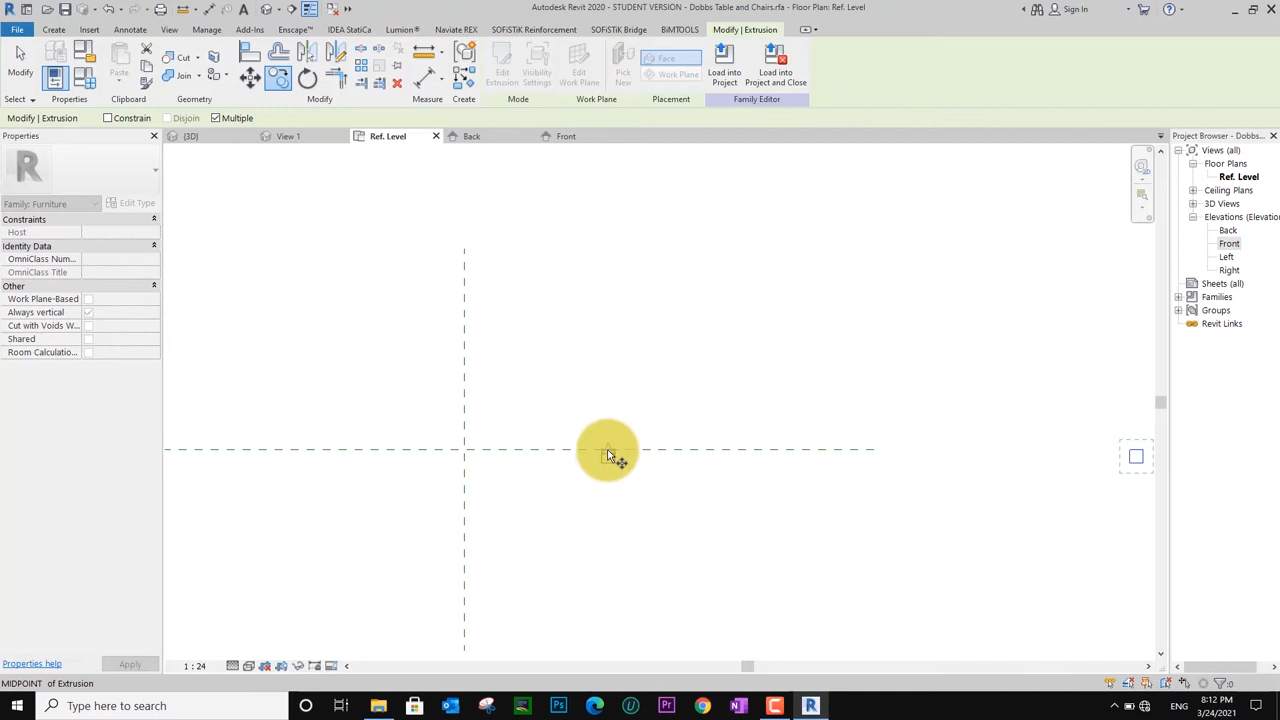 Autodesk Revit 2020 - STUDENT VERSION - Dobbs Table and Chairs.rfa - Floor Plan: Ref. Level
Sign In
File Create Insert Annotate View Manage Add-Ins Enscape™ IDEA StatiCa Lumion® Naviate REX SOFiSTiK Reinforcement SOFiSTiK Bridge BiMTOOLS Modify | Extrusion
Modify
Paste
Cut
Join
Edit Extrusion
Visibility Settings
Edit Work Plane
Pick New
Face
Work Plane
Load into Project
Load into Project and Close
Select Properties Clipboard Geometry Modify Measure Create Mode Work Plane Placement Family Editor
Modify | Extrusion Constrain Disjoin Multiple
Properties
{3D} View 1 Ref. Level Back Front
Project Browser - Dobbs...
Family: Furniture
Edit Type
Constraints
Host
Identity Data
OmniClass Num...
OmniClass Title
Other
Work Plane-Based
Always vertical
Cut with Voids W...
Shared
Room Calculatio...
Properties help
Apply
Views (all)
Floor Plans
Ref. Level
Ceiling Plans
3D Views
Elevations (Elevatio
Back
Front
Left
Right
Sheets (all)
Families
Groups
Revit Links
1 : 24
MIDPOINT of Extrusion
:0
Type here to search
ENG
8:12 PM
3/24/2021